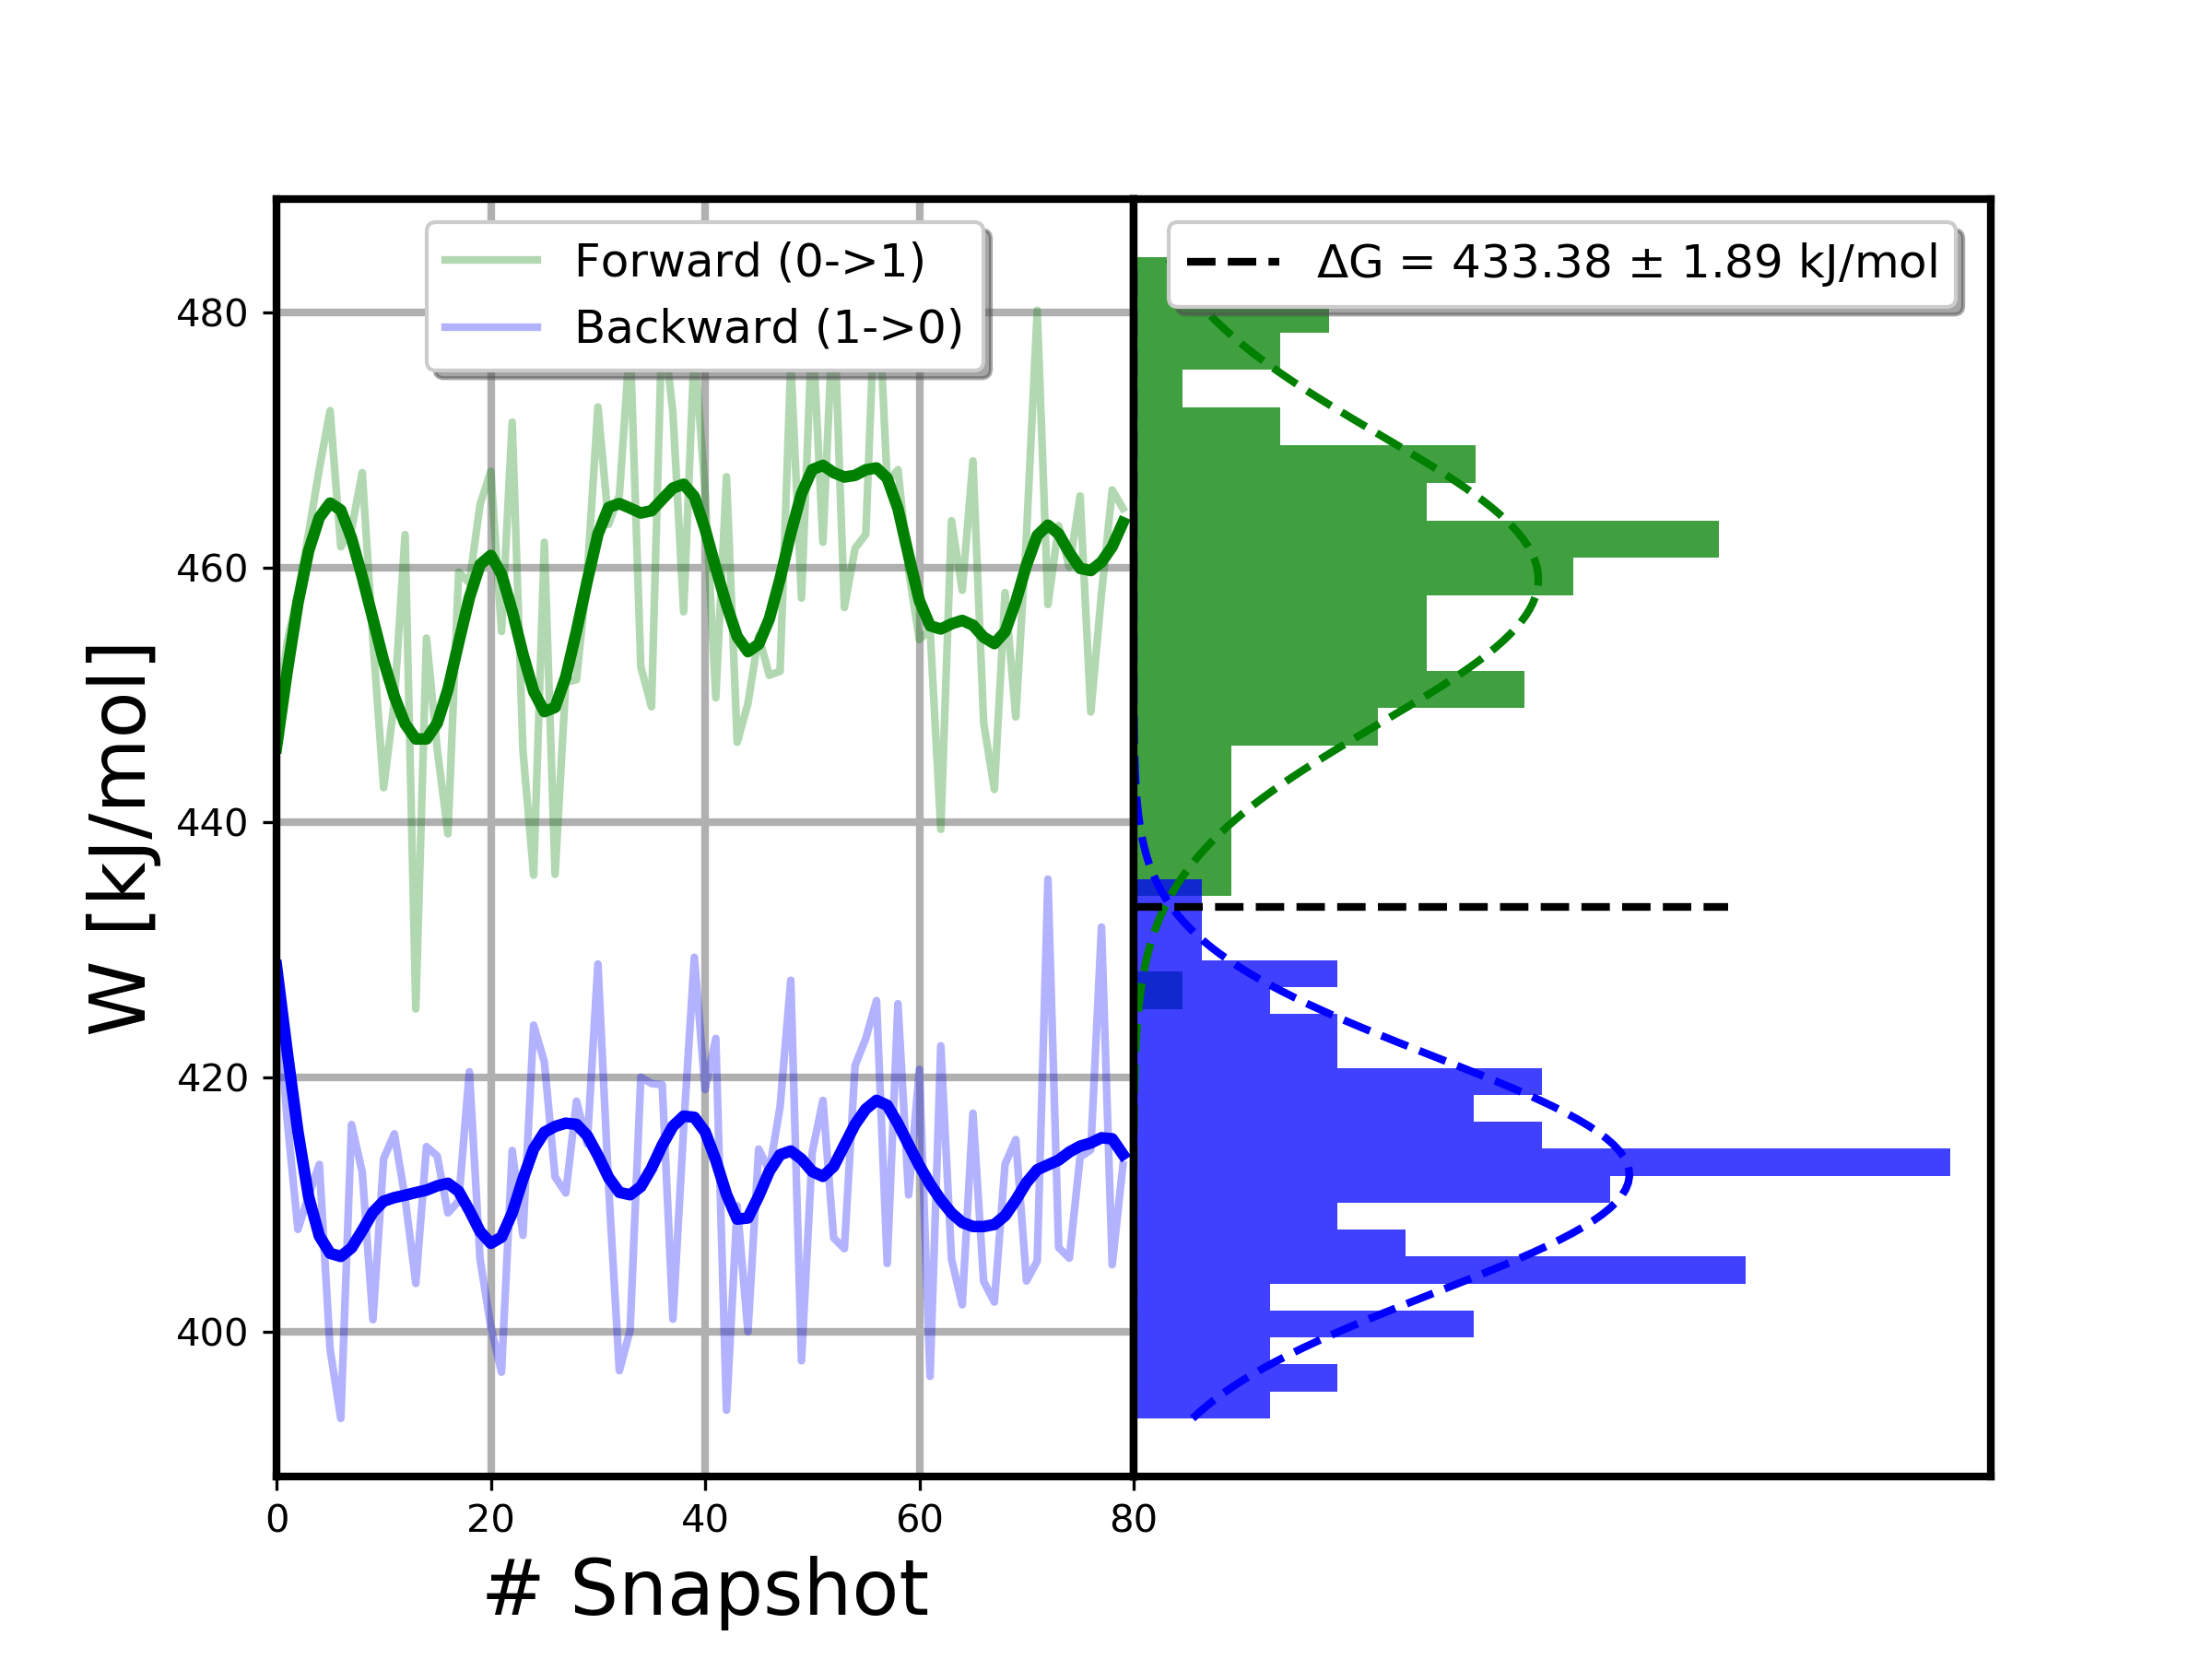 Forward (0->1)
Backward (1->0)
ΔG = 433.38 ± 1.89 kJ/mol
480
460
440
420
400
W [kJ/mol]
0 20 40 60 80
# Snapshot